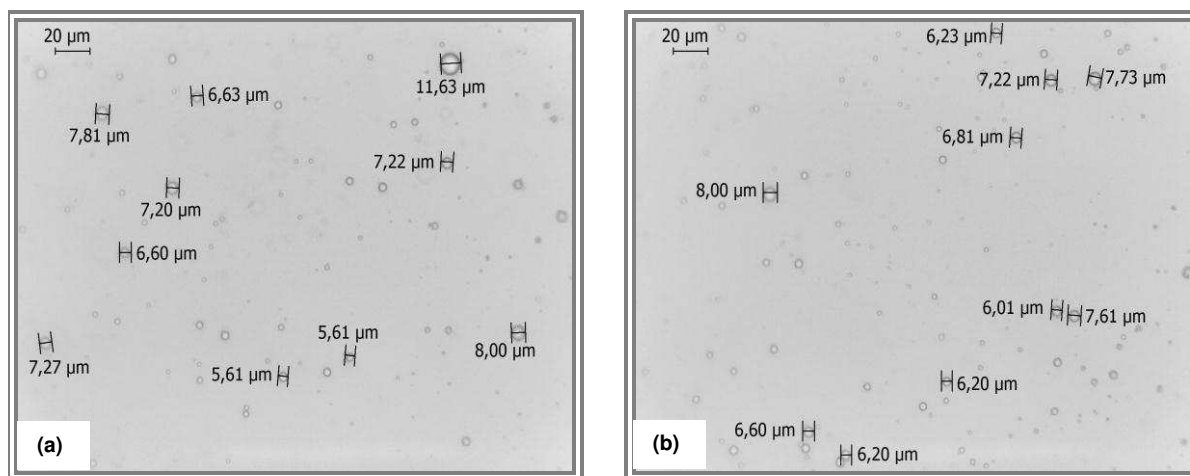 20 µm
11,63 µm
6,63 µm
7,81 µm
7,22 µm
7,20 µm
6,60 µm
5,61 µm
8,00 µm
7,27 µm
5,61 µm
(a)
20 µm
6,23 µm
7,22 µm
7,73 µm
6,81 µm
8,00 µm
6,01 µm
7,61 µm
6,20 µm
6,60 µm
6,20 µm
(b)